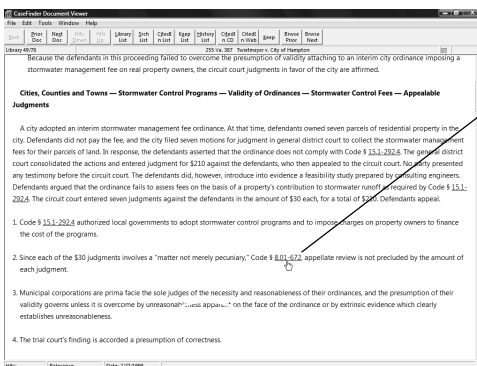 CaseFinder Document Viewer
File Edit Tools Window Help
Prior Doc Next Doc Hits Down Hits Up Library List Srch List CitedI n List Keep List History List CitedI n CD CitedI n Web Keep Brwse Prior Brwse Next
Library 49/78 255 Va. 387 Twietmeyer v. City of Hampton
Because the defendants in this proceeding failed to overcome the presumption of validity attaching to an interim city ordinance imposing a
stormwater management fee on real property owners, the circuit court judgments in favor of the city are affirmed.
Cities, Counties and Towns — Stormwater Control Programs — Validity of Ordinances — Stormwater Control Fees — Appealable
Judgments
A city adopted an interim stormwater management fee ordinance. At that time, defendants owned seven parcels of residential property in the
city. Defendants did not pay the fee, and the city filed seven motions for judgment in general district court to collect the stormwater management
fees for their parcels of land. In response, the defendants asserted that the ordinance does not comply with Code § 15.1-292.4. The general district
court consolidated the actions and entered judgment for $210 against the defendants, who then appealed to the circuit court. No party presented
any testimony before the circuit court. The defendants did, however, introduce into evidence a feasibility study prepared by consulting engineers.
Defendants argued that the ordinance fails to assess fees on the basis of a property's contribution to stormwater runoff as required by Code § 15.1-
292.4. The circuit court entered seven judgments against the defendants in the amount of $30 each, for a total of $210. Defendants appeal.
1. Code § 15.1-292.4 authorized local governments to adopt stormwater control programs and to impose charges on property owners to finance
the cost of the programs.
2. Since each of the $30 judgments involves a "matter not merely pecuniary," Code § 8.01-672, appellate review is not precluded by the amount of
each judgment.
3. Municipal corporations are prima facie the sole judges of the necessity and reasonableness of their ordinances, and the presumption of their
validity governs unless it is overcome by unreasonableness apparent on the face of the ordinance or by extrinsic evidence which clearly
establishes unreasonableness.
4. The trial court's finding is accorded a presumption of correctness.
Hits: Relevance: Date: